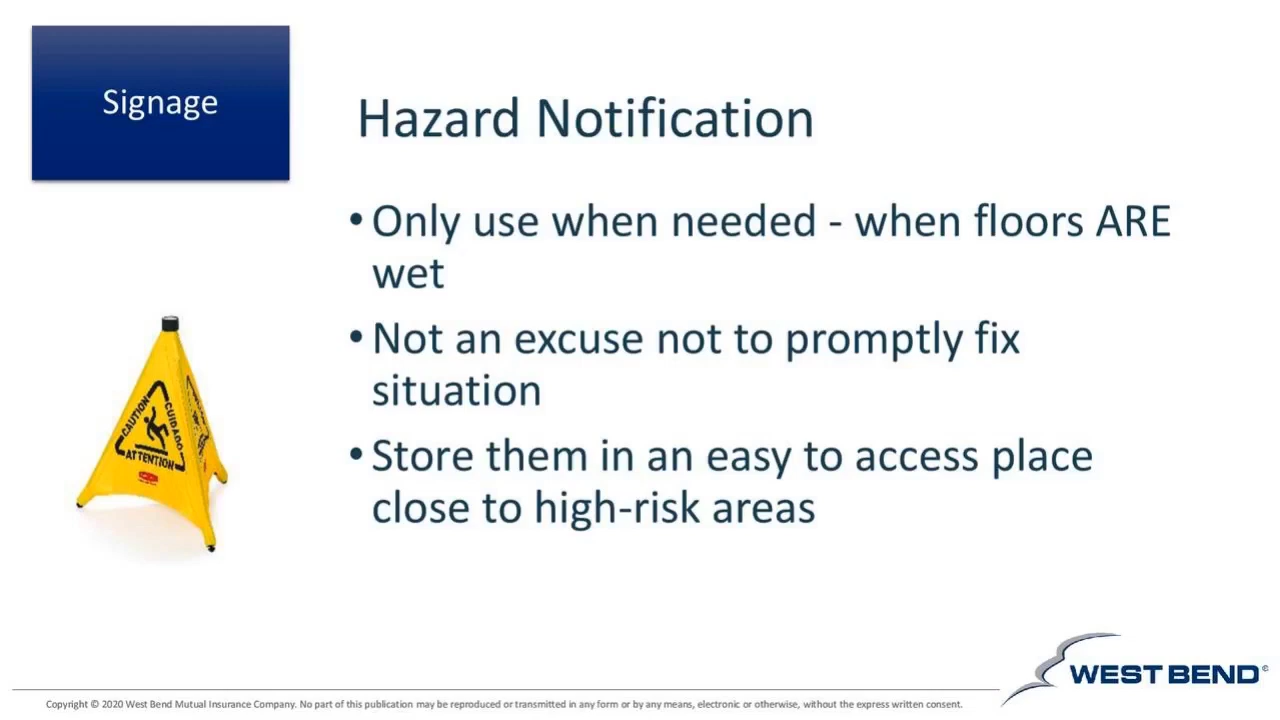 Signage
Hazard Notification
• Only use when needed - when floors ARE
wet
• Not an excuse not to promptly fix
situation
• Store them in an easy to access place
close to high-risk areas
CAUTION
CUIDADO
ATTENTION
WEST BEND®
Copyright © 2020 West Bend Mutual Insurance Company. No part of this publication may be reproduced or transmitted in any form or by any means, electronic or otherwise, without the express written consent.